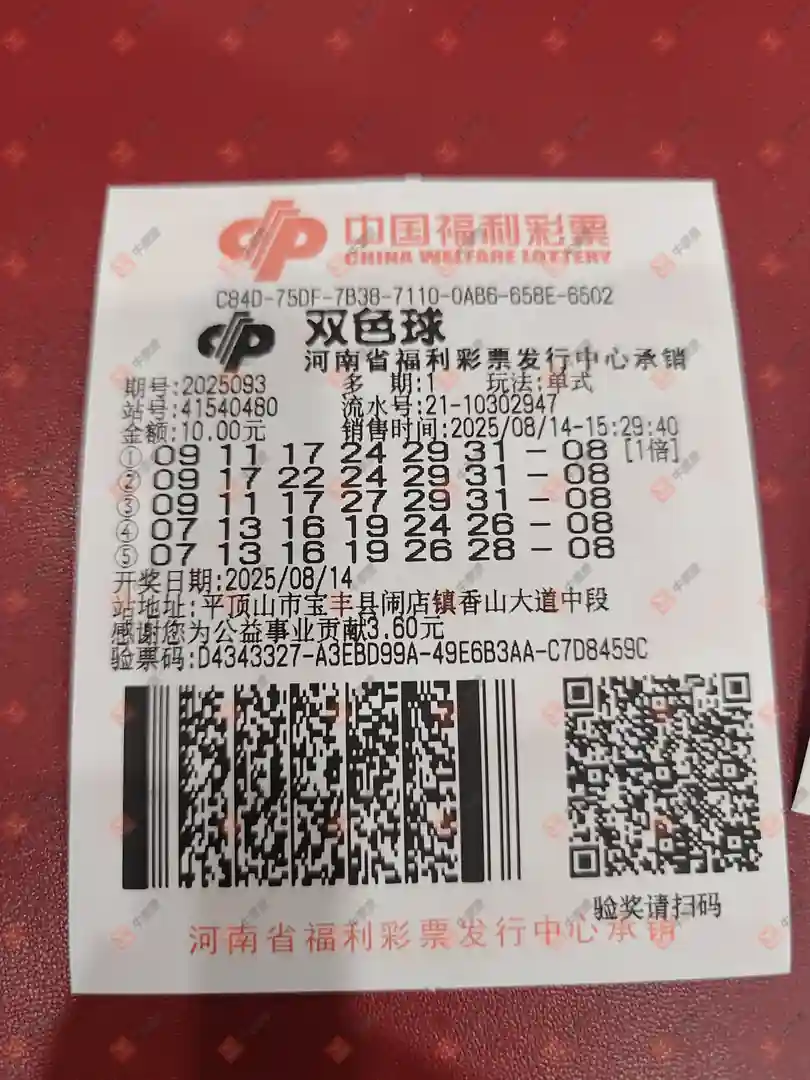 中国福利彩票
CHINA WELFARE LOTTERY
C84D-75DF-7B38-7110-0AB6-658E-6602
双色球
河南省福利彩票发行中心承销
期号:2025093 多 期:1 玩法:单式
站号:41540480 流水号:21-10302947
金额:10.00元 销售时间:2025/08/14-15:29:40
① 09 11 17 24 29 31 - 08 [1倍]
② 09 17 22 24 29 31 - 08
③ 09 11 17 27 29 31 - 08
④ 07 13 16 19 24 26 - 08
⑤ 07 13 16 19 26 28 - 08
开奖日期:2025/08/14
站地址:平顶山市宝丰县闹店镇香山大道中段
感谢您为公益事业贡献3.60元
验票码:D4343327-A3EBD99A-49E6B3AA-C7D8459C
验奖请扫码
河南省福利彩票发行中心承销